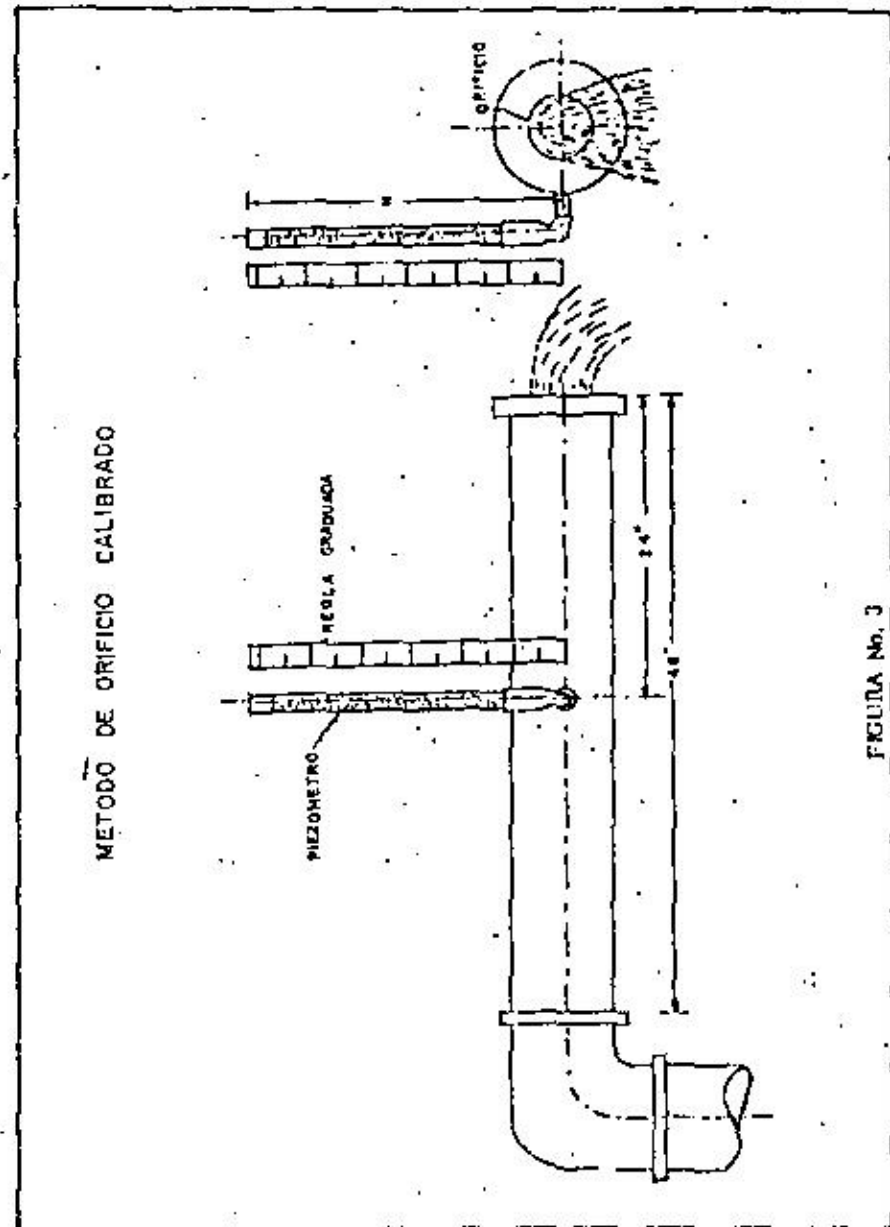 METODO DE ORIFICIO CALIBRADO
PIEZOMETRO
REGLA GRADUADA
ORIFICIO
H
24"
48"
FIGURA No. 3